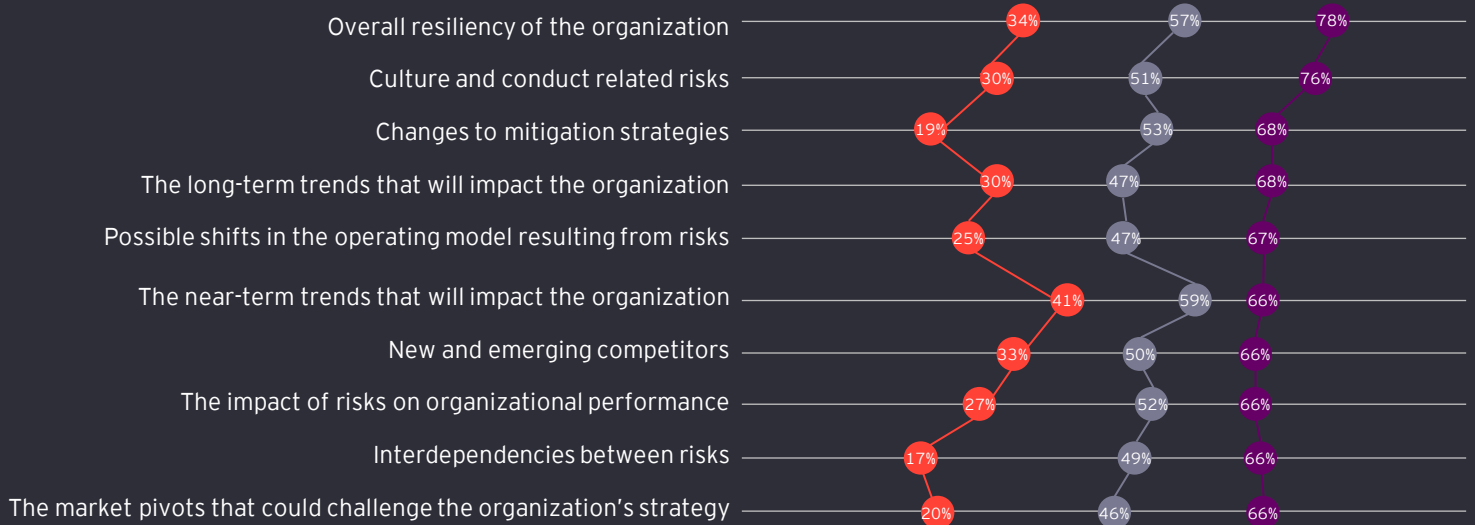 Overall resiliency of the organization 34% 57% 78%
Culture and conduct related risks 30% 51% 76%
Changes to mitigation strategies 19% 53% 68%
The long-term trends that will impact the organization 30% 47% 68%
Possible shifts in the operating model resulting from risks 25% 47% 67%
The near-term trends that will impact the organization 41% 59% 66%
New and emerging competitors 33% 50% 66%
The impact of risks on organizational performance 27% 52% 66%
Interdependencies between risks 17% 49% 66%
The market pivots that could challenge the organization's strategy 20% 46% 66%